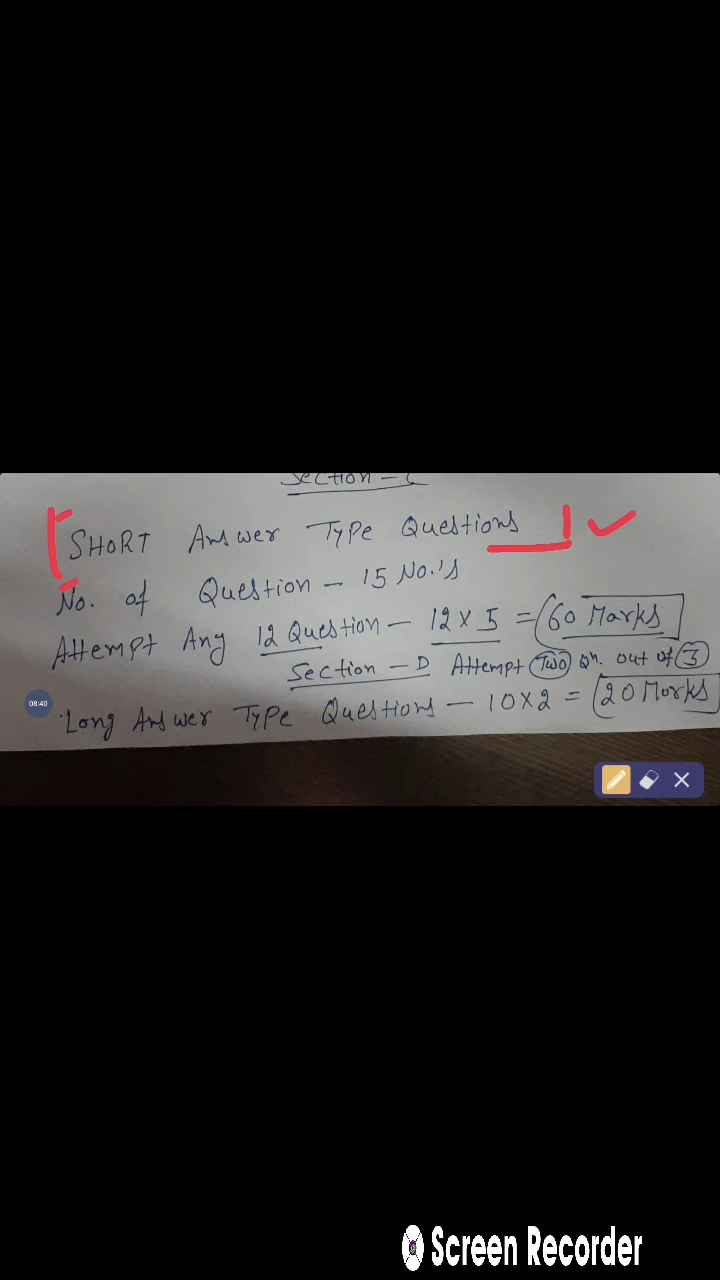 Section - C
SHORT Answer Type Questions
No. of Question - 15 No.'s
Attempt Any 12 Question - 12 x 5 = 60 Marks
Section - D Attempt Two Qn. out of 3
Long Answer Type Questions - 10 x 2 = 20 Marks
08:40
Screen Recorder